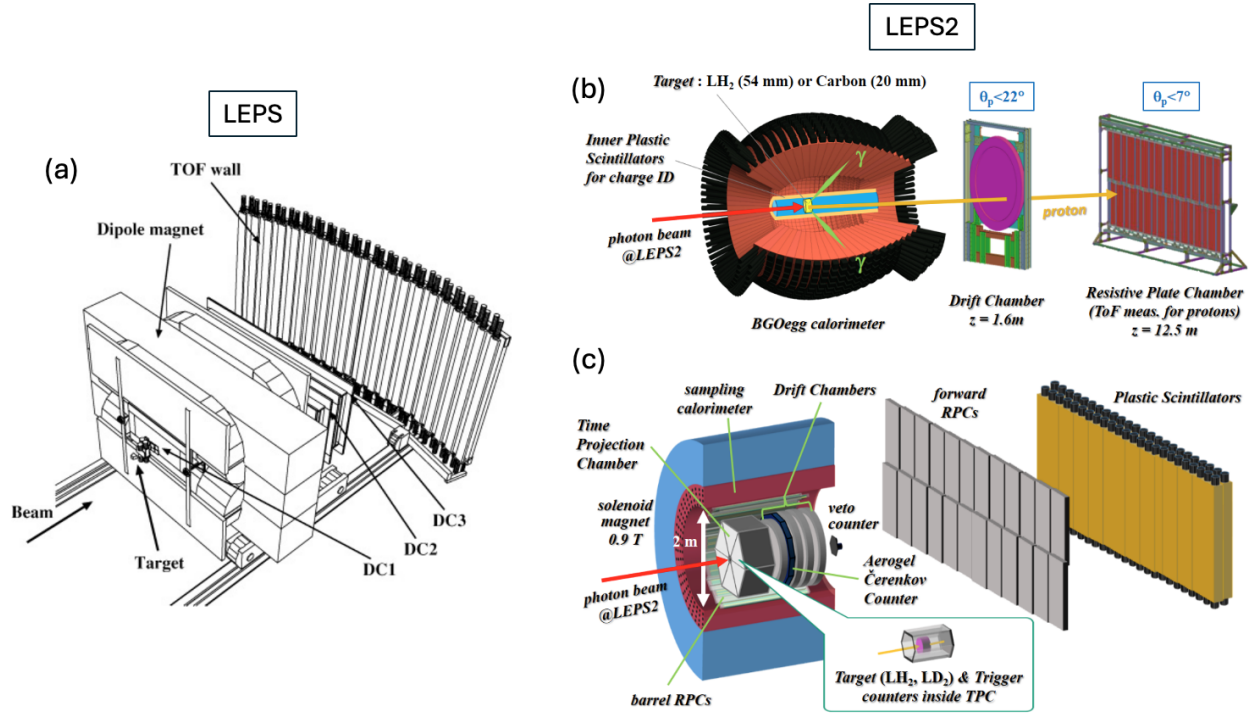 LEPS2
LEPS
(a)
TOF wall
Dipole magnet
Beam
Target
DC1
DC2
DC3
(b)
Target : LH₂ (54 mm) or Carbon (20 mm)
θₚ<22°
θₚ<7°
Inner Plastic
Scintillators
for charge ID
γ
γ
proton
photon beam
@LEPS2
BGOegg calorimeter
Drift Chamber
z = 1.6m
Resistive Plate Chamber
(ToF meas. for protons)
z = 12.5 m
(c)
sampling
calorimeter
Drift Chambers
forward
RPCs
Plastic Scintillators
Time
Projection
Chamber
solenoid
magnet
0.9 T
2 m
veto
counter
photon beam
@LEPS2
Aerogel
Čerenkov
Counter
barrel RPCs
Target (LH₂, LD₂) & Trigger
counters inside TPC